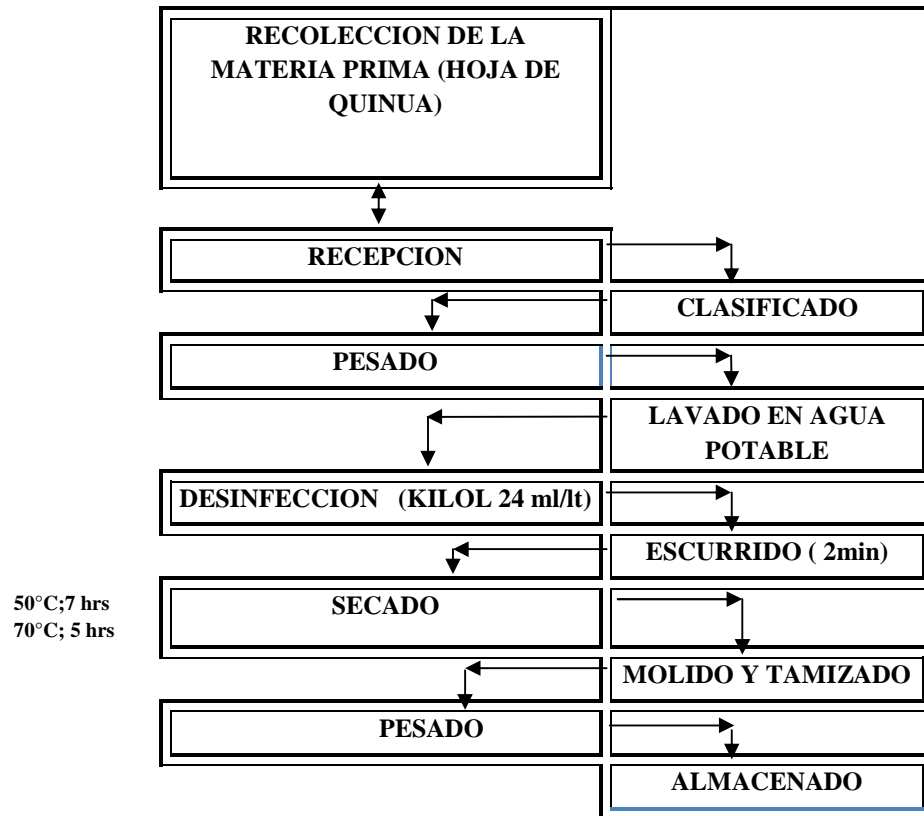 RECOLECCION DE LA
MATERIA PRIMA (HOJA DE
QUINUA)
RECEPCION
CLASIFICADO
PESADO
LAVADO EN AGUA
POTABLE
DESINFECCION (KILOL 24 ml/lt)
ESCURRIDO ( 2min)
50°C;7 hrs
70°C; 5 hrs
SECADO
MOLIDO Y TAMIZADO
PESADO
ALMACENADO